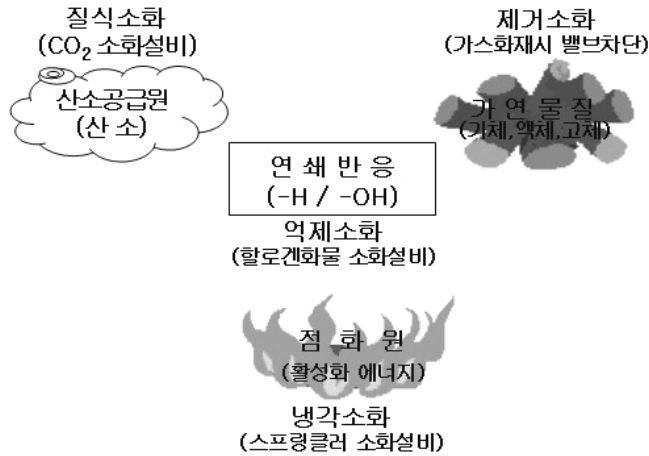 질식소화
(CO₂ 소화설비)
산소공급원
(산 소)
제거소화
(가스화재시 밸브차단)
가 연 물 질
(기체,액체,고체)
연 쇄 반 응
(-H / -OH)
억제소화
(할로겐화물 소화설비)
점 화 원
(활성화 에너지)
냉각소화
(스프링클러 소화설비)